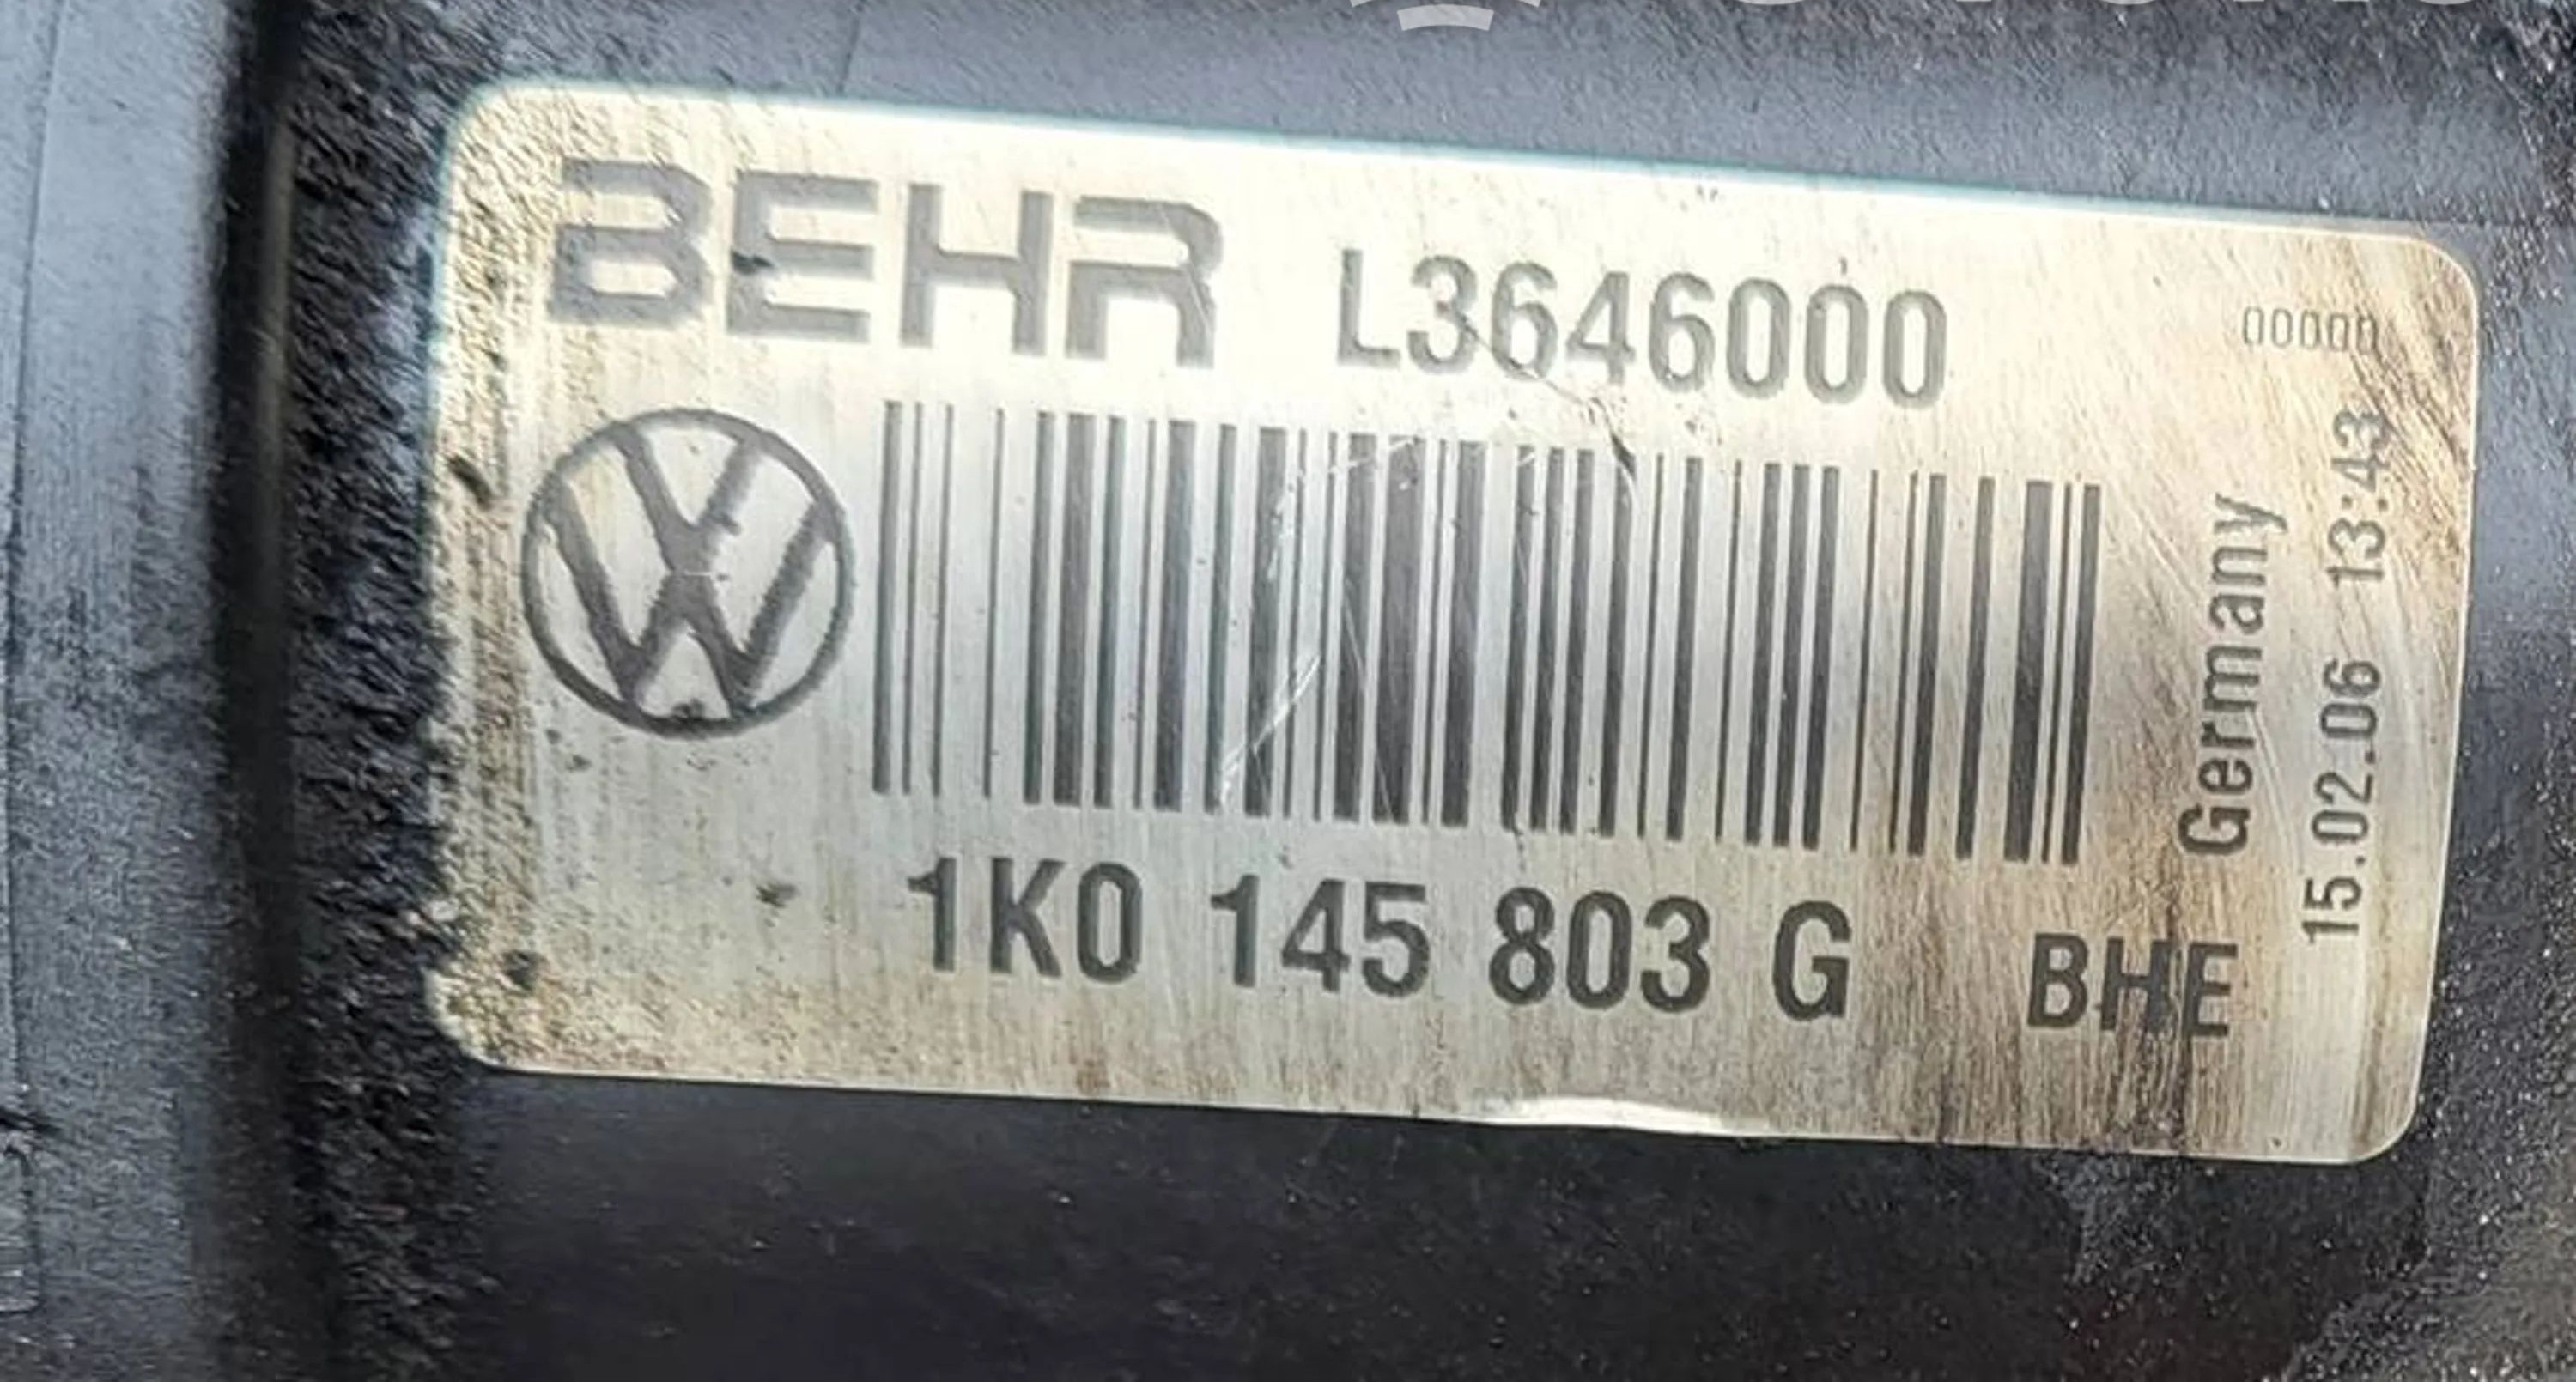 BEHR L3646000
00000
1K0 145 803 G BHE
Germany
15.02.06 13:43